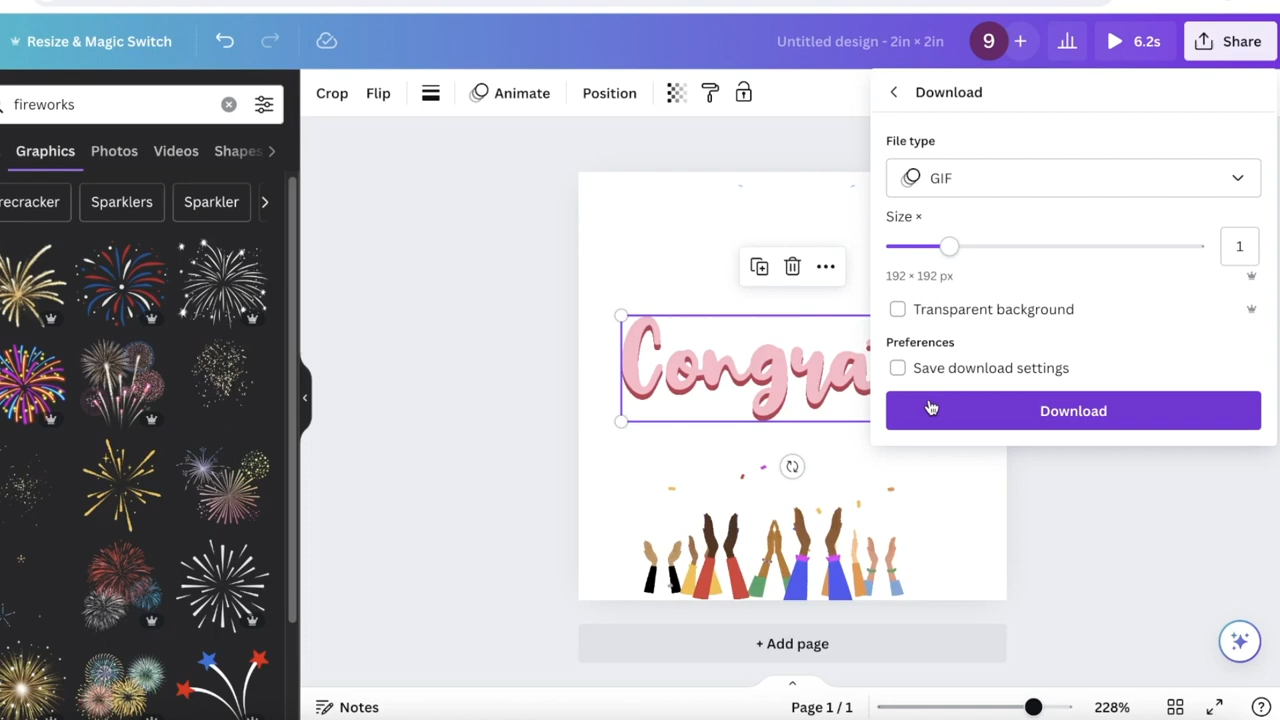 Resize & Magic Switch
Untitled design - 2in × 2in
9
+
6.2s
Share
fireworks
Crop
Flip
Animate
Position
Download
Graphics
Photos
Videos
Shapes
File type
GIF
recracker
Sparklers
Sparkler
Size ×
1
192 × 192 px
Transparent background
Preferences
Save download settings
Download
Congra
+ Add page
Notes
Page 1 / 1
228%
?